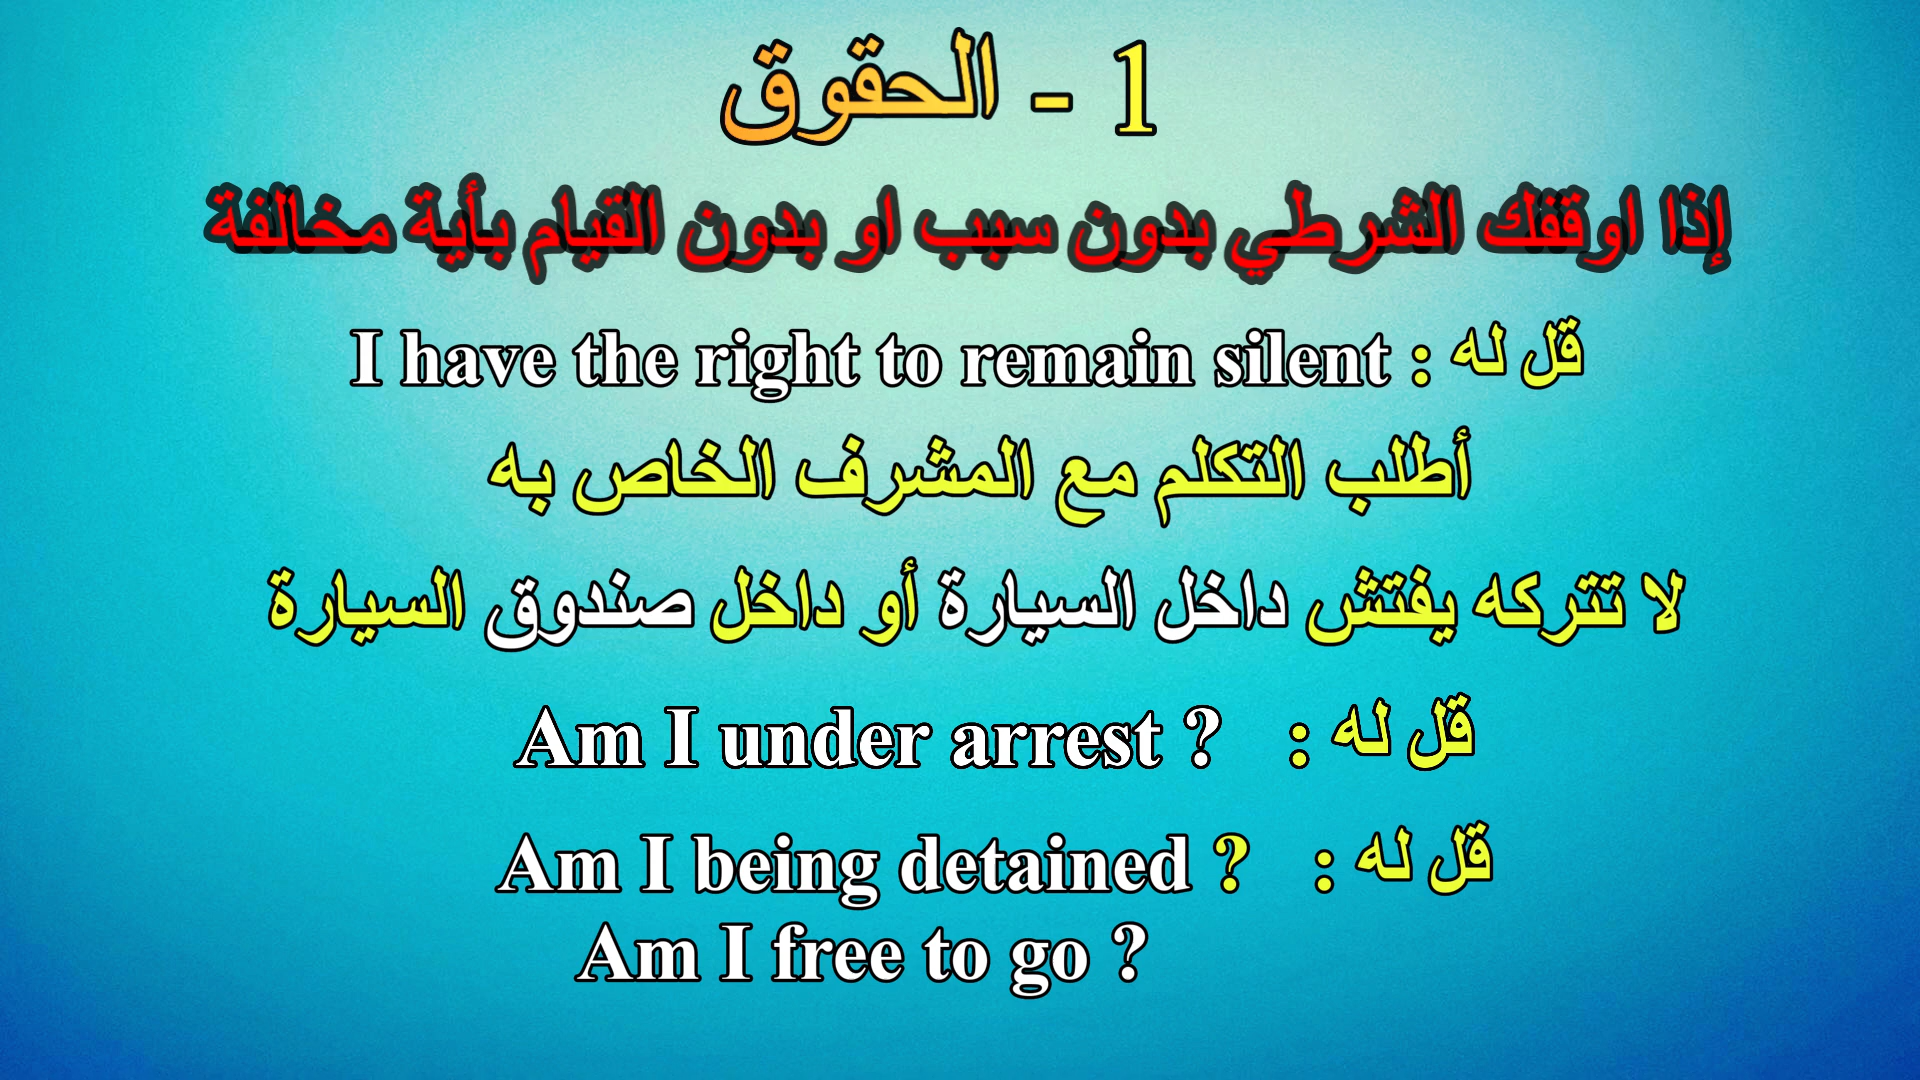 1 - الحقوق
إذا اوقفك الشرطي بدون سبب او بدون القيام بأية مخالفة
قل له : I have the right to remain silent
أطلب التكلم مع المشرف الخاص به
لا تتركه يفتش داخل السيارة أو داخل صندوق السيارة
قل له : Am I under arrest ?
قل له : Am I being detained ?
Am I free to go ?